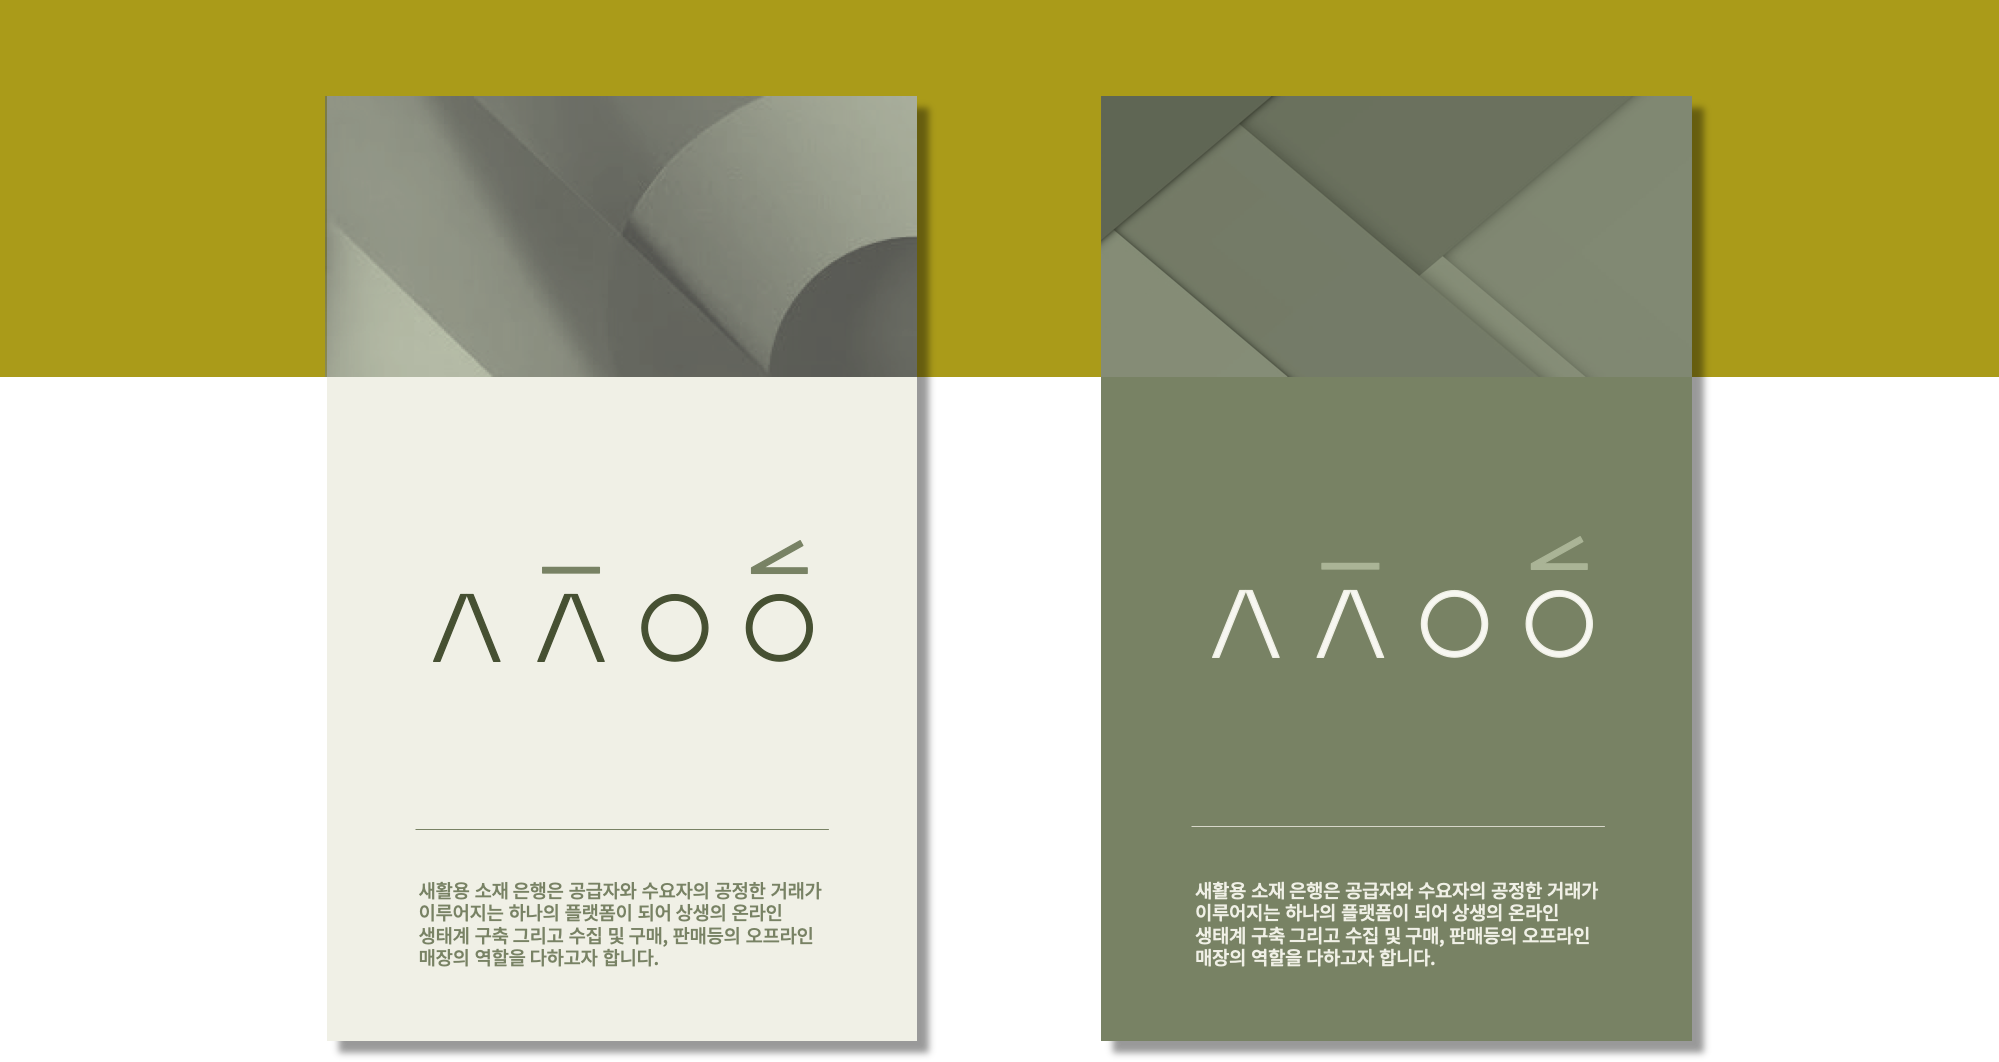 ㅅㅈㅇㅎ
새활용 소재 은행은 공급자와 수요자의 공정한 거래가
이루어지는 하나의 플랫폼이 되어 상생의 온라인
생태계 구축 그리고 수집 및 구매, 판매등의 오프라인
매장의 역할을 다하고자 합니다.
ㅅㅈㅇㅎ
새활용 소재 은행은 공급자와 수요자의 공정한 거래가
이루어지는 하나의 플랫폼이 되어 상생의 온라인
생태계 구축 그리고 수집 및 구매, 판매등의 오프라인
매장의 역할을 다하고자 합니다.